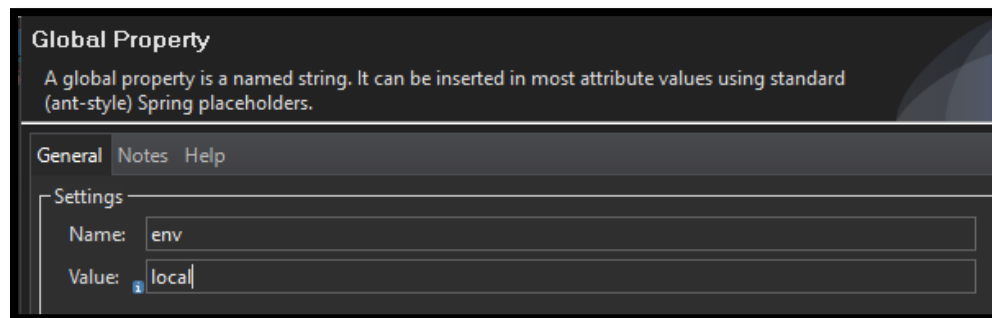 Global Property
A global property is a named string. It can be inserted in most attribute values using standard
(ant-style) Spring placeholders.
General Notes Help
Settings
Name: env
Value: local